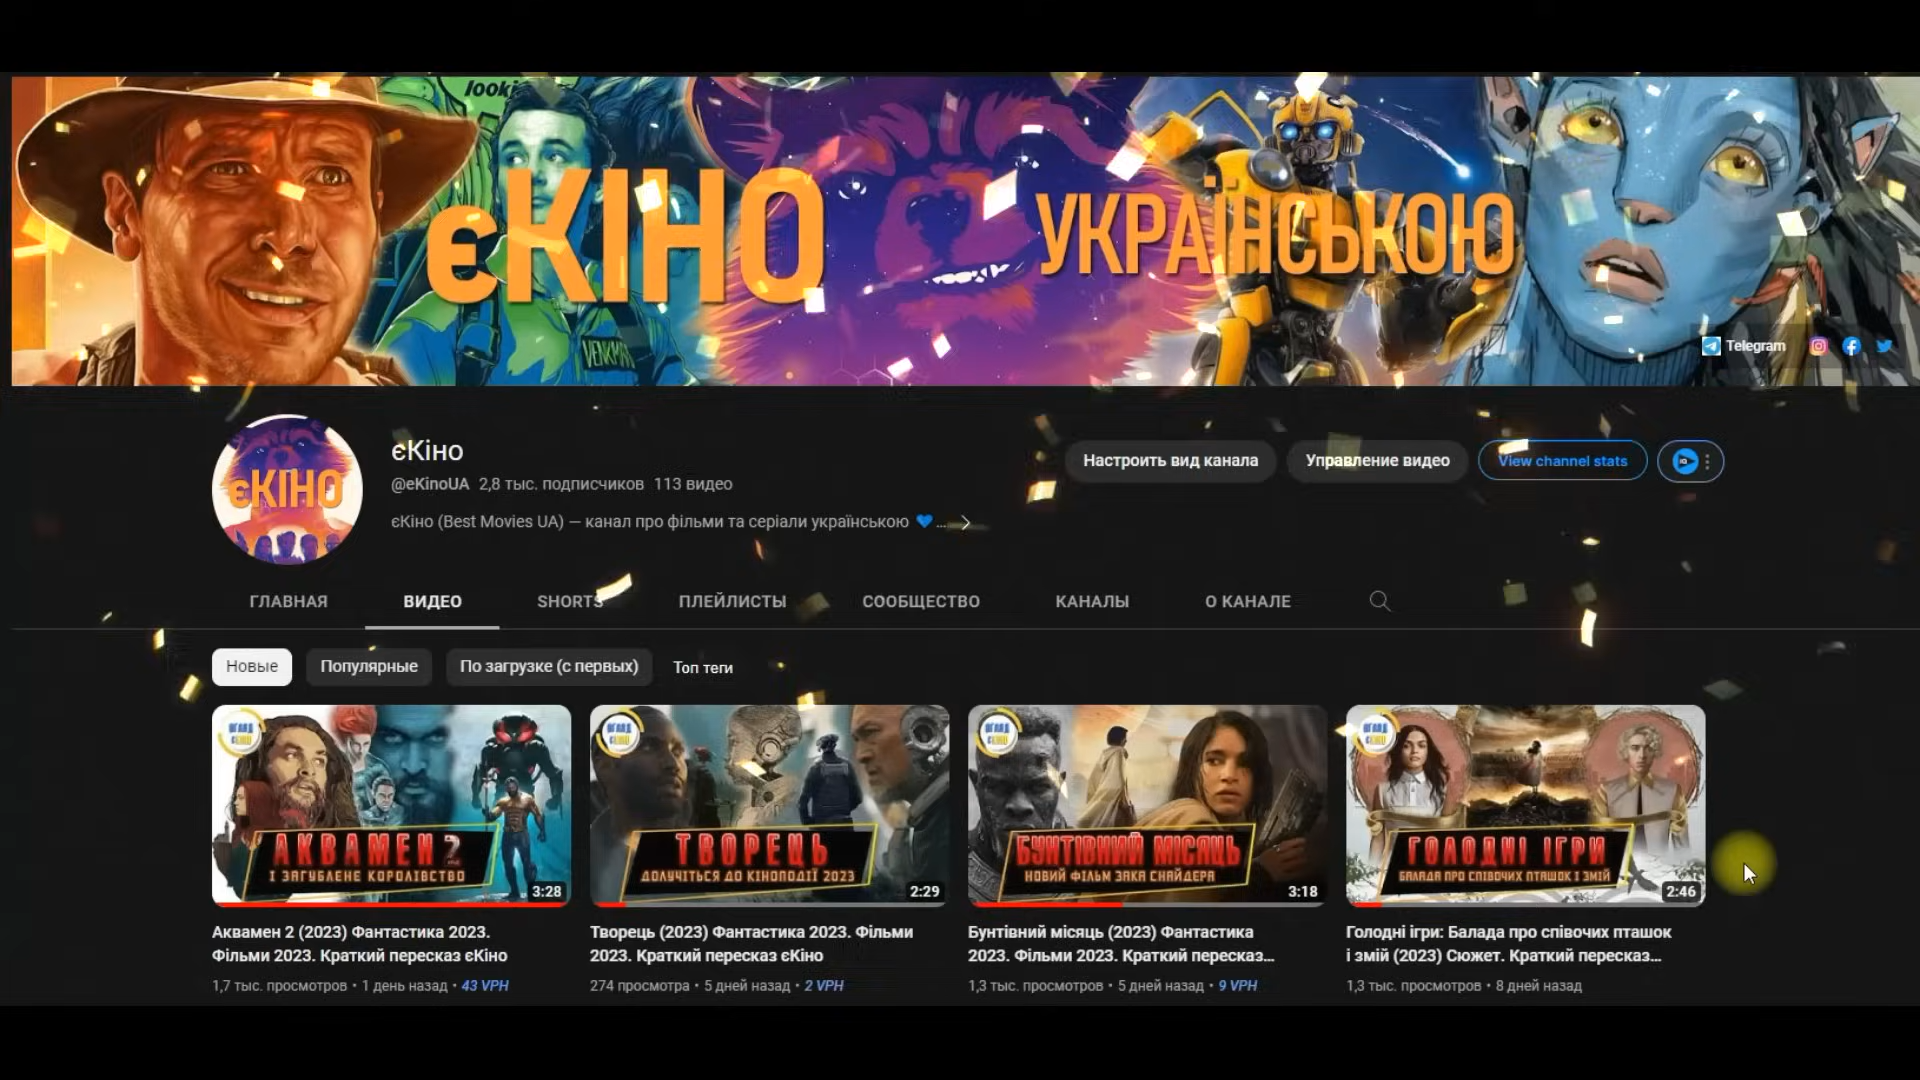 looki
єКІНО УКРАЇНСЬКОЮ
VENKMAN
Telegram
єКІНО
єКіно
@eKinoUA 2,8 тыс. подписчиков 113 видео
єКіно (Best Movies UA) — канал про фільми та серіали українською 💙 ...
Настроить вид канала
Управление видео
View channel stats
ГЛАВНАЯ
ВИДЕО
SHORTS
ПЛЕЙЛИСТЫ
СООБЩЕСТВО
КАНАЛЫ
О КАНАЛЕ
Новые
Популярные
По загрузке (с первых)
Топ теги
АКВАМЕН 2
І ЗАГУБЛЕНЕ КОРОЛІВСТВО
3:28
ТВОРЕЦЬ
ДОЛУЧІТЬСЯ ДО КІНОПОДІЇ 2023
2:29
БУНТІВНИЙ МІСЯЦЬ
НОВИЙ ФІЛЬМ ЗАКА СНАЙДЕРА
3:18
ГОЛОДНІ ІГРИ
БАЛАДА ПРО СПІВОЧИХ ПТАШОК І ЗМІЙ
2:46
Аквамен 2 (2023) Фантастика 2023.
Фільми 2023. Краткий пересказ єКіно
1,7 тыс. просмотров • 1 день назад • 43 VPH
Творець (2023) Фантастика 2023. Фільми
2023. Краткий пересказ єКіно
274 просмотра • 5 дней назад • 2 VPH
Бунтівний місяць (2023) Фантастика
2023. Фільми 2023. Краткий пересказ...
1,3 тыс. просмотров • 5 дней назад • 9 VPH
Голодні ігри: Балада про співочих пташок
і змій (2023) Сюжет. Краткий пересказ...
1,3 тыс. просмотров • 8 дней назад